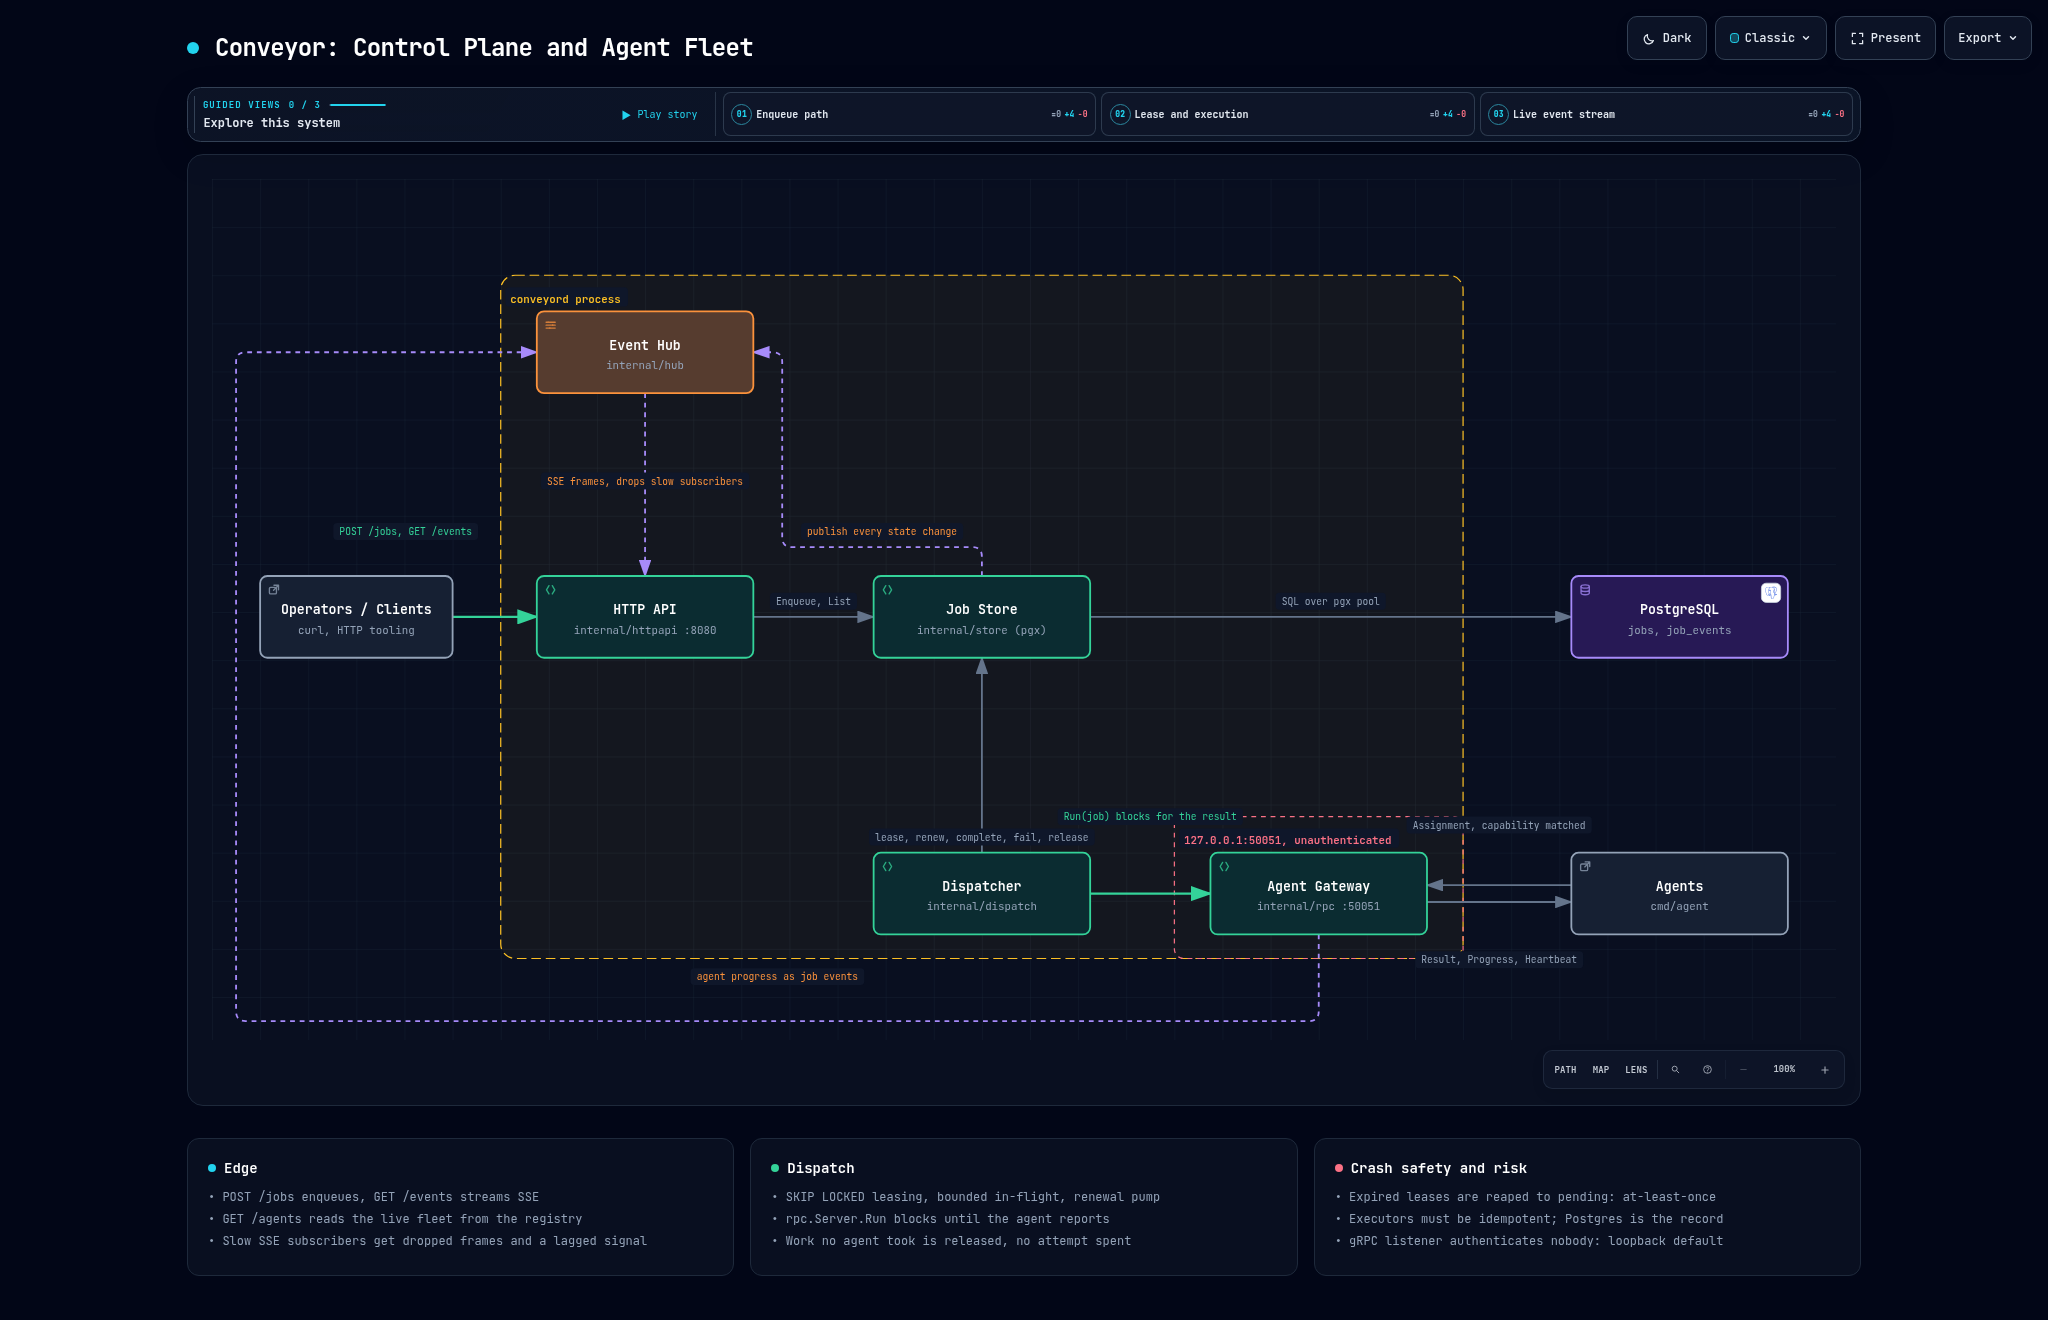 Conveyor: Control Plane and Agent Fleet
Dark
Classic
Present
Export
GUIDED VIEWS 0 / 3
Explore this system
Play story
01 Enqueue path =0 +4 -0
02 Lease and execution =0 +4 -0
03 Live event stream =0 +4 -0
conveyord process
Event Hub
internal/hub
SSE frames, drops slow subscribers
POST /jobs, GET /events
publish every state change
Operators / Clients
curl, HTTP tooling
HTTP API
internal/httpapi :8080
Enqueue, List
Job Store
internal/store (pgx)
SQL over pgx pool
PostgreSQL
jobs, job_events
Run(job) blocks for the result
Assignment, capability matched
lease, renew, complete, fail, release
127.0.0.1:50051, unauthenticated
Dispatcher
internal/dispatch
Agent Gateway
internal/rpc :50051
Agents
cmd/agent
Result, Progress, Heartbeat
agent progress as job events
PATH
MAP
LENS
100%
Edge
• POST /jobs enqueues, GET /events streams SSE
• GET /agents reads the live fleet from the registry
• Slow SSE subscribers get dropped frames and a lagged signal
Dispatch
• SKIP LOCKED leasing, bounded in-flight, renewal pump
• rpc.Server.Run blocks until the agent reports
• Work no agent took is released, no attempt spent
Crash safety and risk
• Expired leases are reaped to pending: at-least-once
• Executors must be idempotent; Postgres is the record
• gRPC listener authenticates nobody: loopback default